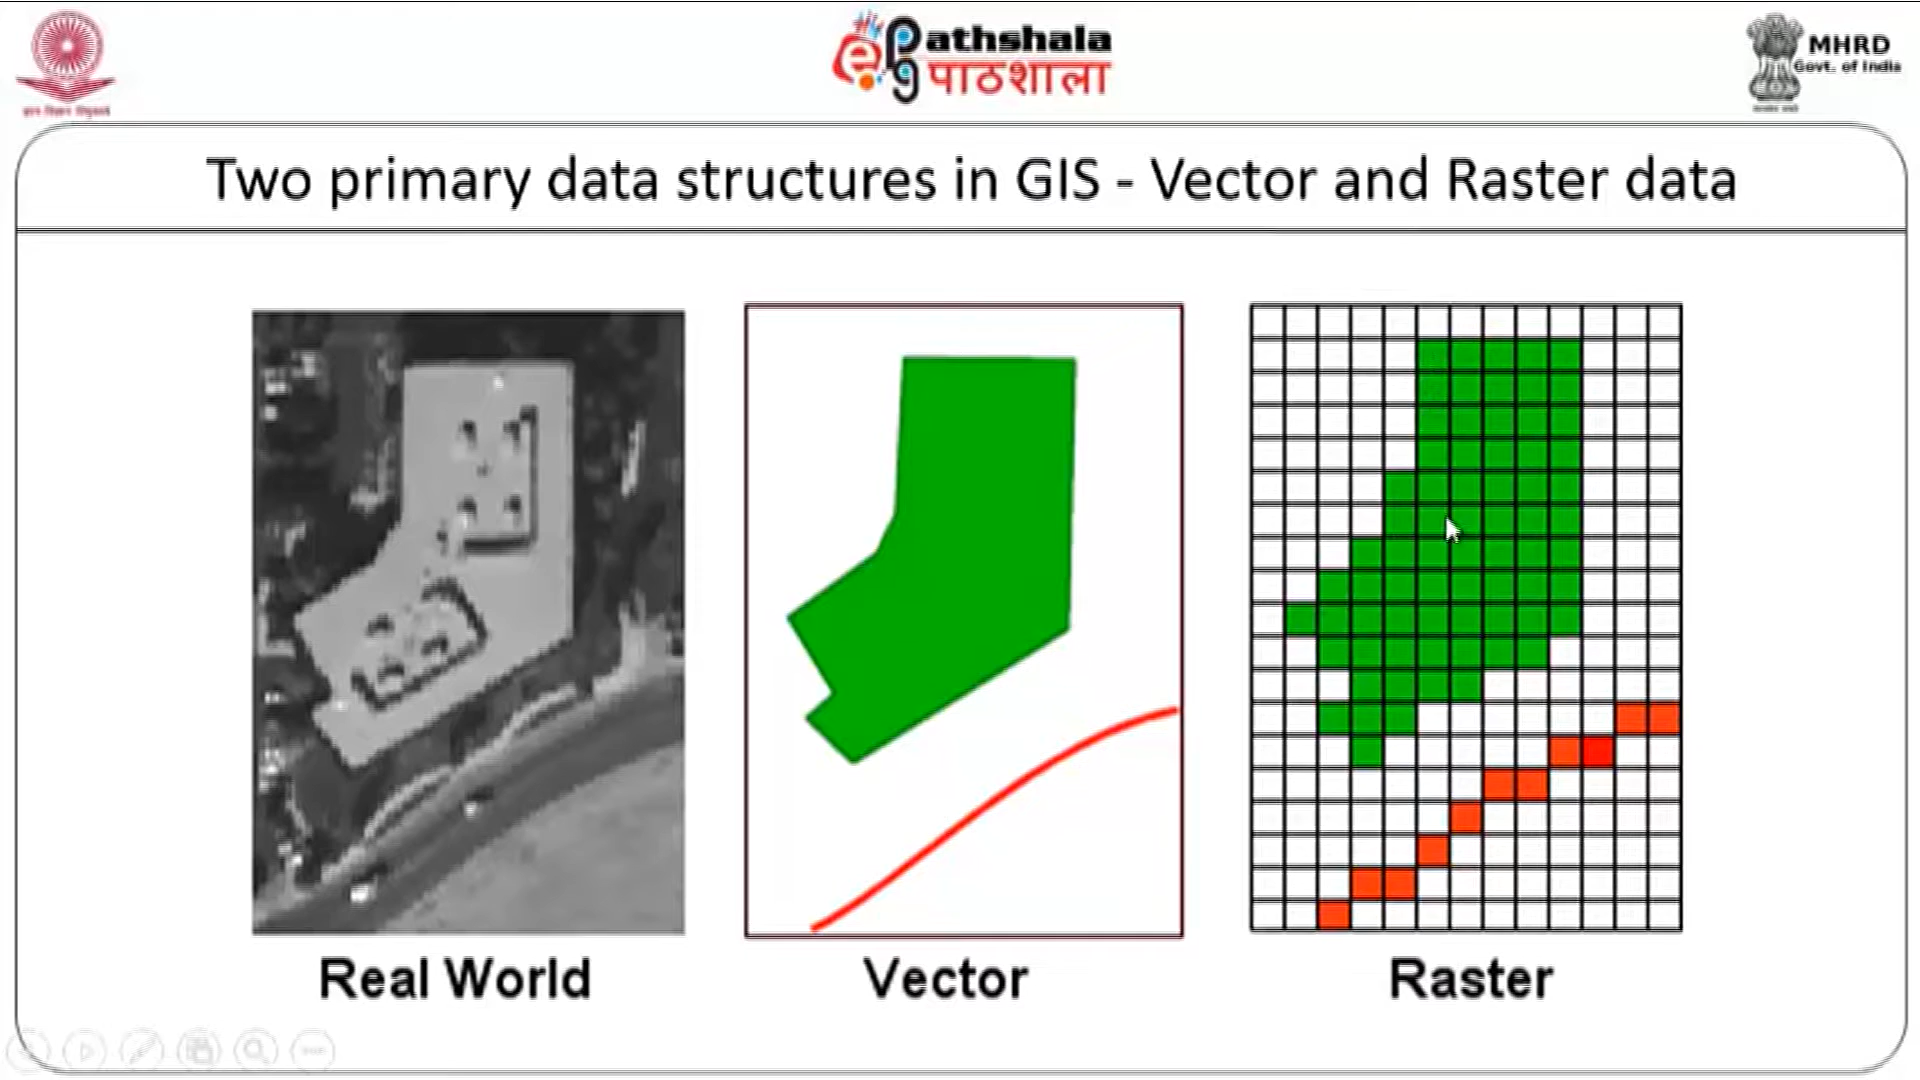 ePG Pathshala
पाठशाला
MHRD
Govt. of India
Two primary data structures in GIS - Vector and Raster data
Real World
Vector
Raster